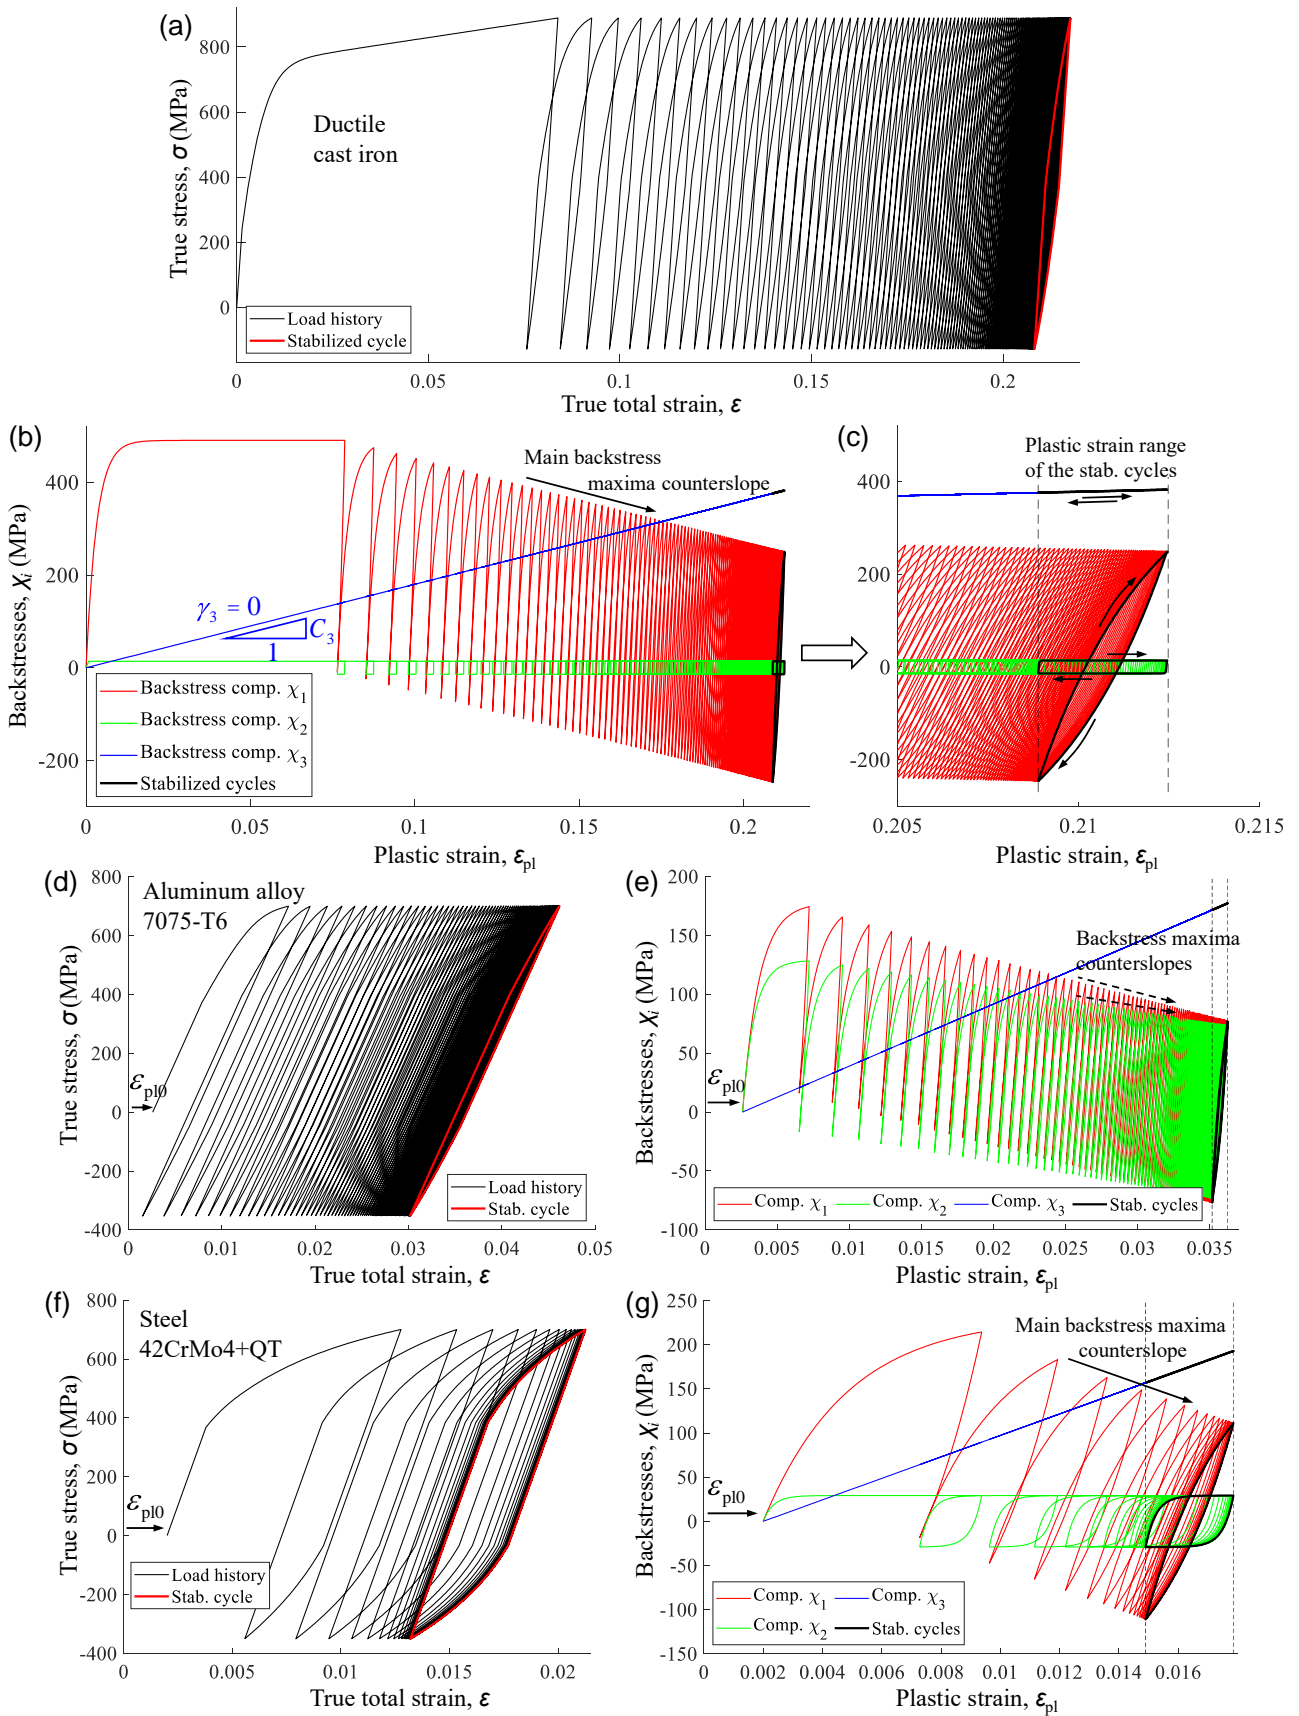 (a)
800
600
400
200
0
True stress, σ (MPa)
Ductile
cast iron
Load history
Stabilized cycle
0
0.05
0.1
0.15
0.2
True total strain, ε
(b)
400
200
0
-200
Backstresses, χi (MPa)
Main backstress
maxima counterslope
γ3 = 0
C3
1
Backstress comp. χ1
Backstress comp. χ2
Backstress comp. χ3
Stabilized cycles
0
0.05
0.1
0.15
0.2
Plastic strain, εpl
(c)
Plastic strain range
of the stab. cycles
400
200
0
-200
0.205
0.21
0.215
Plastic strain, εpl
(d)
800
600
400
200
0
-200
-400
True stress, σ (MPa)
Aluminum alloy
7075-T6
εpl0
Load history
Stab. cycle
0
0.01
0.02
0.03
0.04
0.05
True total strain, ε
(e)
200
150
100
50
0
-50
-100
Backstresses, χi (MPa)
Backstress maxima
counterslopes
εpl0
Comp. χ1
Comp. χ2
Comp. χ3
Stab. cycles
0
0.005
0.01
0.015
0.02
0.025
0.03
0.035
Plastic strain, εpl
(f)
800
600
400
200
0
-200
-400
True stress, σ (MPa)
Steel
42CrMo4+QT
εpl0
Load history
Stab. cycle
0
0.005
0.01
0.015
0.02
True total strain, ε
(g)
250
200
150
100
50
0
-50
-100
-150
Backstresses, χi (MPa)
Main backstress maxima
counterslope
εpl0
Comp. χ1
Comp. χ3
Comp. χ2
Stab. cycles
0
0.002
0.004
0.006
0.008
0.01
0.012
0.014
0.016
Plastic strain, εpl